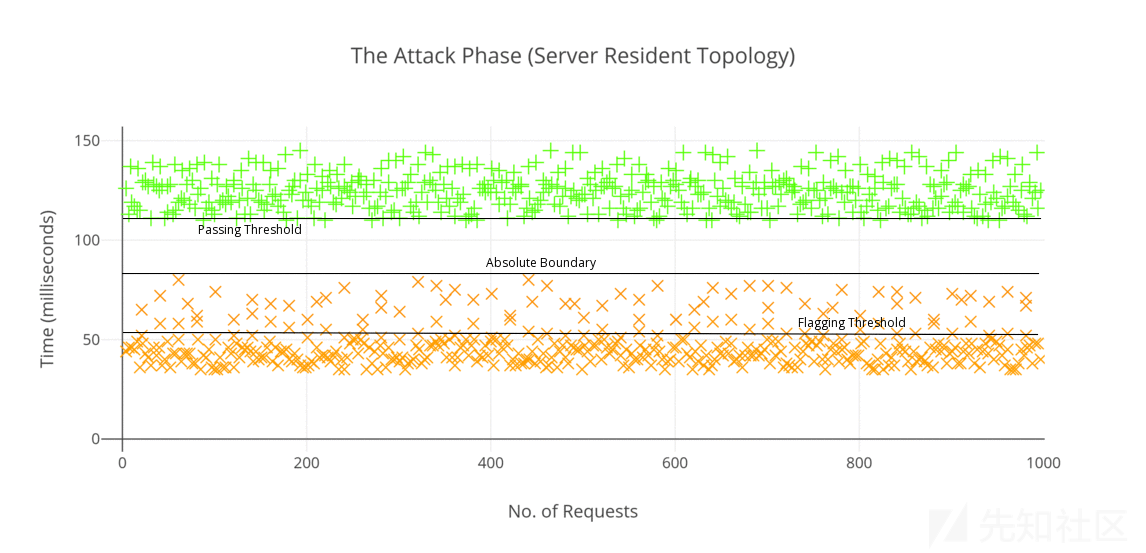 The Attack Phase (Server Resident Topology)
150
Passing Threshold
100
Absolute Boundary
Flagging Threshold
50
0
0 200 400 600 800 1000
Time (milliseconds)
No. of Requests
先知社区